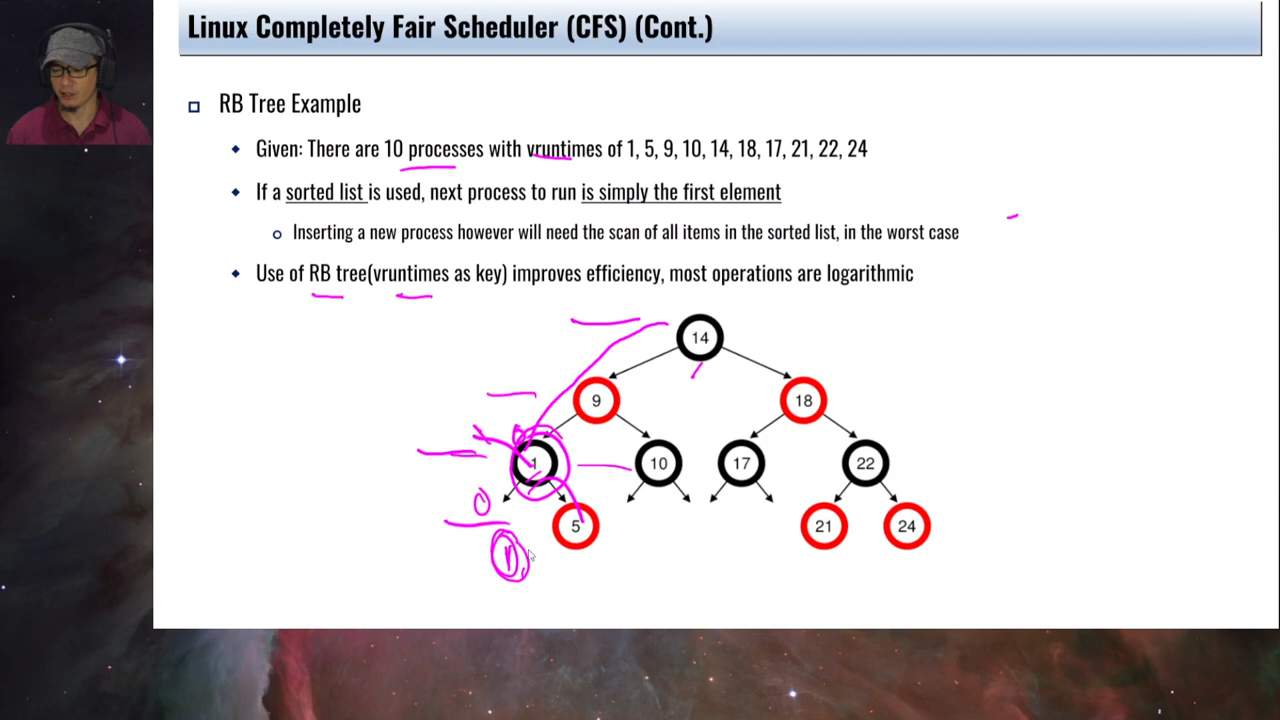 Linux Completely Fair Scheduler (CFS) (Cont.)
RB Tree Example
Given: There are 10 processes with vruntimes of 1, 5, 9, 10, 14, 18, 17, 21, 22, 24
If a sorted list is used, next process to run is simply the first element
Inserting a new process however will need the scan of all items in the sorted list, in the worst case
Use of RB tree(vruntimes as key) improves efficiency, most operations are logarithmic
14
9 18
1 10 17 22
5 21 24